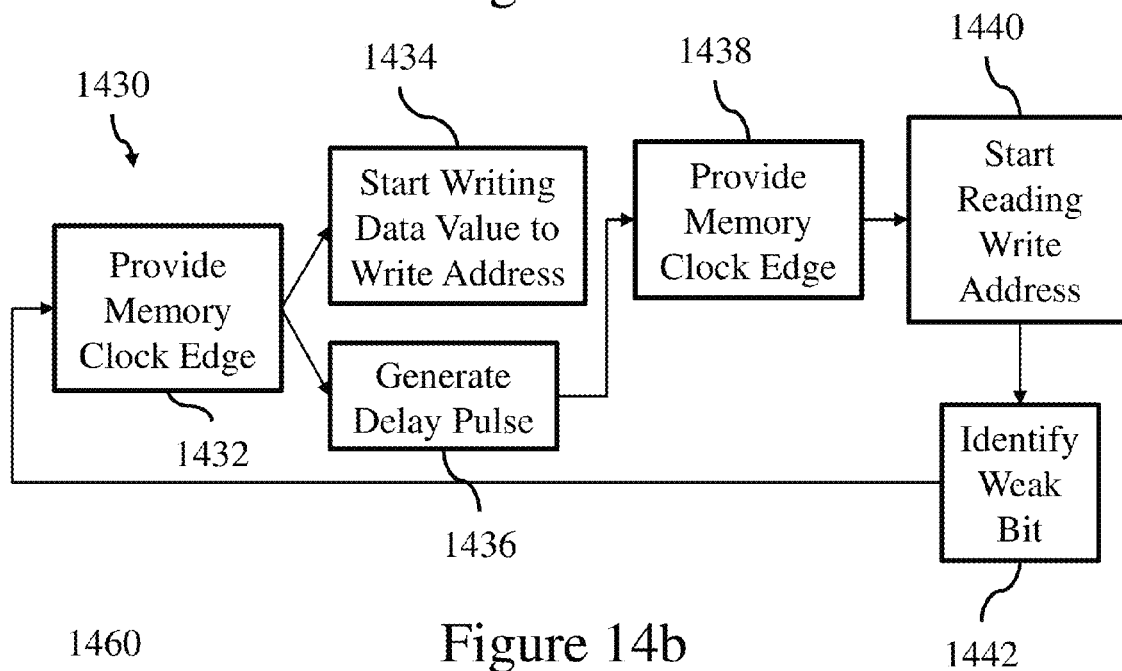 g
1430
1434
1438
1440
Provide
Memory
Clock Edge
1432
Start Writing
Data Value to
Write Address
Generate
Delay Pulse
1436
Provide
Memory
Clock Edge
Start
Reading
Write
Address
Identify
Weak
Bit
1442
1460
Figure 14b